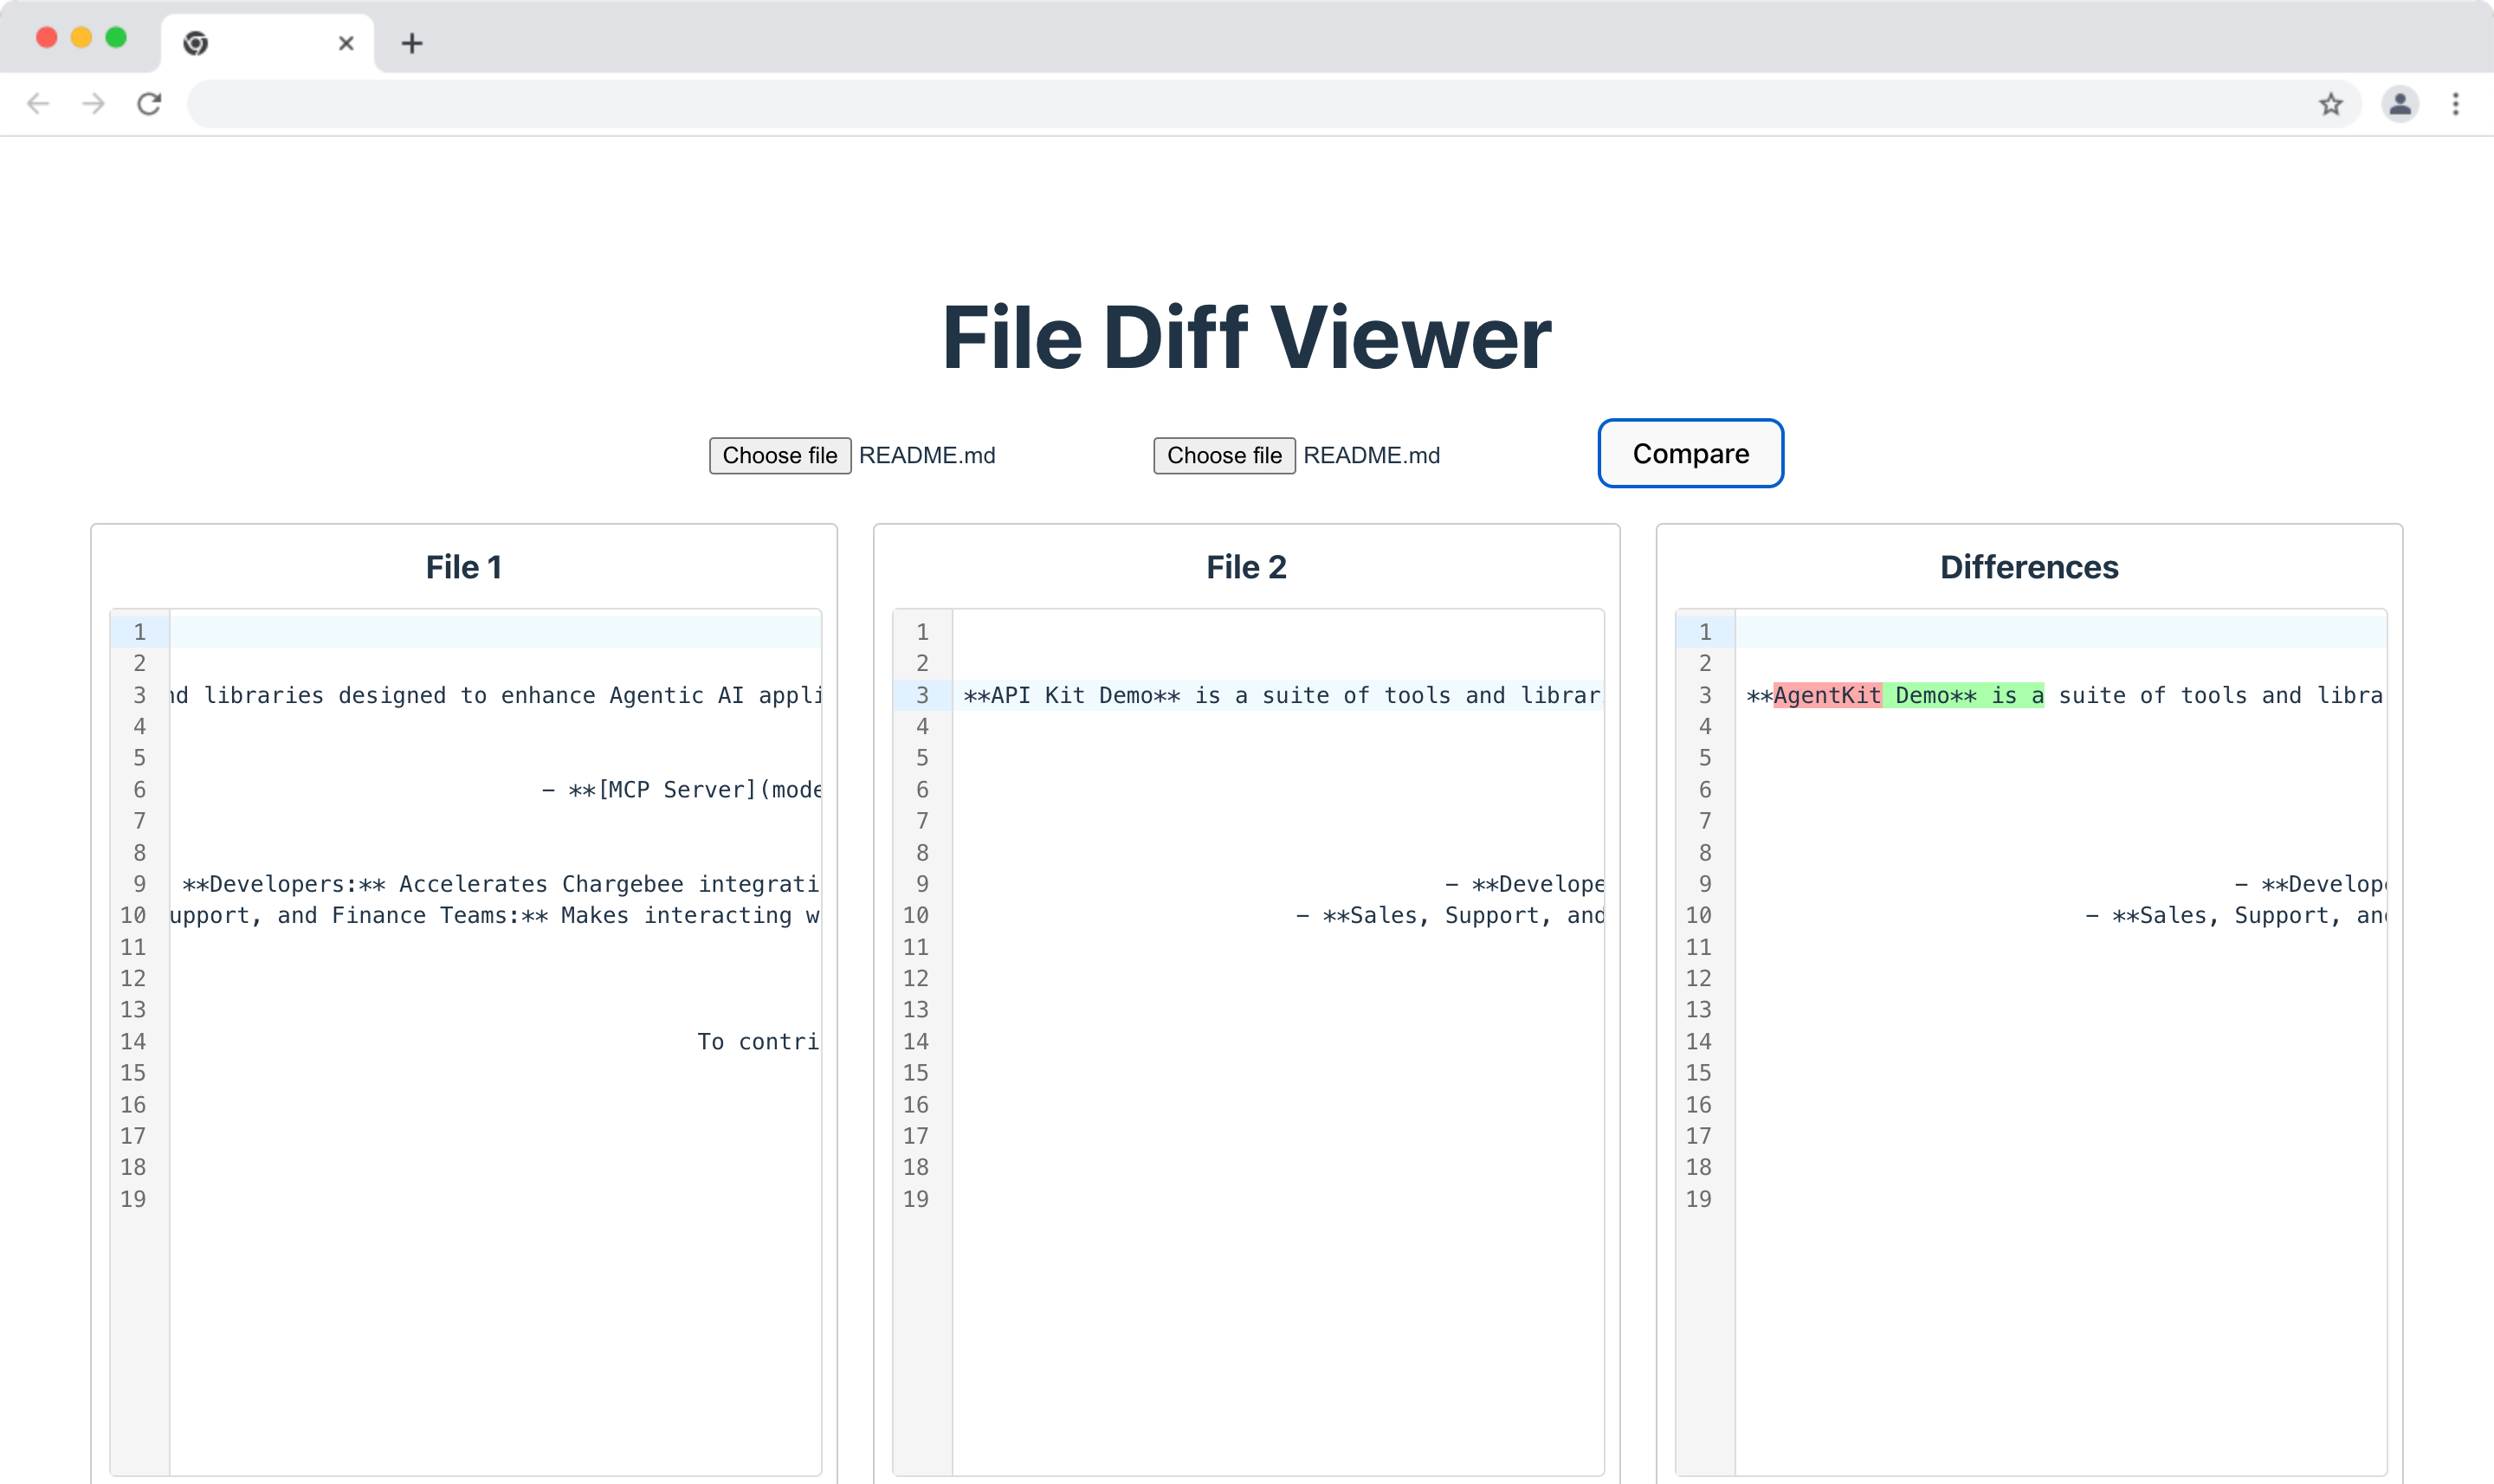 File Diff Viewer
Choose file README.md
Choose file README.md
Compare
File 1
1
2
3 nd libraries designed to enhance Agentic AI appli
4
5
6 – **[MCP Server](mode
7
8
9 **Developers:** Accelerates Chargebee integrati
10 upport, and Finance Teams:** Makes interacting w
11
12
13
14 To contri
15
16
17
18
19
File 2
1
2
3 **API Kit Demo** is a suite of tools and librar
4
5
6
7
8
9 – **Develope
10 – **Sales, Support, and
11
12
13
14
15
16
17
18
19
Differences
1
2
3 **AgentKit Demo** is a suite of tools and libra
4
5
6
7
8
9 – **Develope
10 – **Sales, Support, and
11
12
13
14
15
16
17
18
19